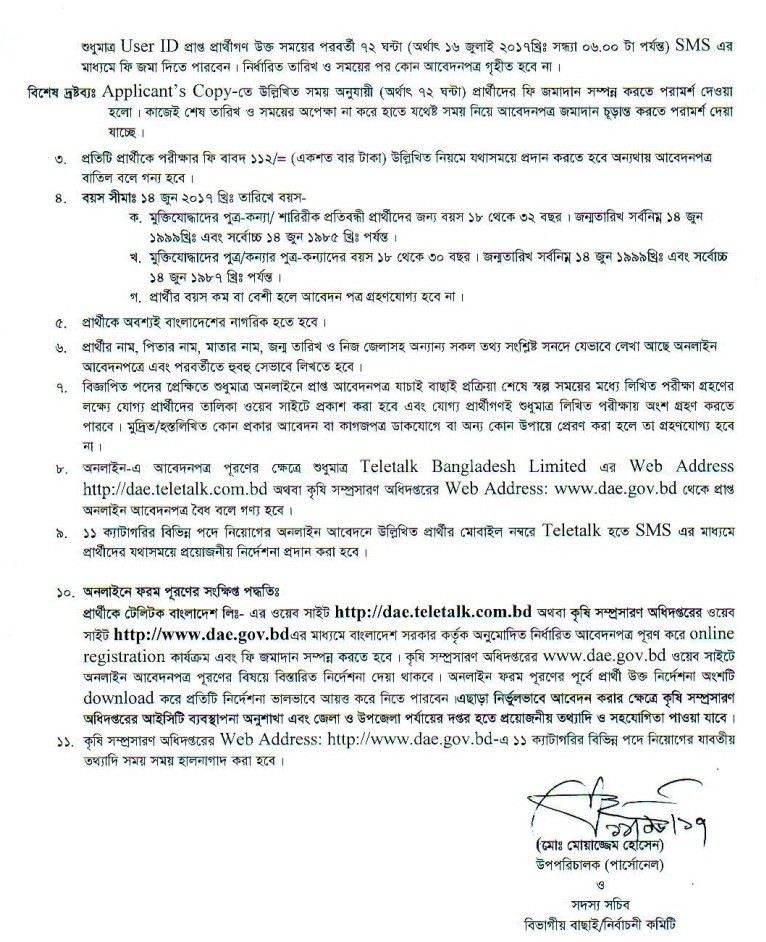 শুধুমাত্র User ID প্রাপ্ত প্রার্থীগণ উক্ত সময়ের পরবর্তী ৭২ ঘন্টা (অর্থাৎ ১৬ জুলাই ২০১৭খ্রিঃ সন্ধ্যা ০৬.০০ টা পর্যন্ত) SMS এর
মাধ্যমে ফি জমা দিতে পারবেন। নির্ধারিত তারিখ ও সময়ের পর কোন আবেদনপত্র গৃহীত হবে না।
বিশেষ দ্রষ্টব্যঃ Applicant's Copy-তে উল্লিখিত সময় অনুযায়ী (অর্থাৎ ৭২ ঘন্টা) প্রার্থীদের ফি জমাদান সম্পন্ন করতে পরামর্শ দেওয়া
হলো। কাজেই শেষ তারিখ ও সময়ের অপেক্ষা না করে হাতে যথেষ্ট সময় নিয়ে আবেদনপত্র জমাদান চূড়ান্ত করতে পরামর্শ দেয়া
যাচ্ছে।
৩. প্রতিটি প্রার্থীকে পরীক্ষার ফি বাবদ ১১২/= (একশত বার টাকা) উল্লিখিত নিয়মে যথাসময়ে প্রদান করতে হবে অন্যথায় আবেদনপত্র
বাতিল বলে গন্য হবে।
৪. বয়স সীমাঃ ১৪ জুন ২০১৭ খ্রিঃ তারিখে বয়স-
ক. মুক্তিযোদ্ধাদের পুত্র-কন্যা/ শারিরীক প্রতিবন্ধী প্রার্থীদের জন্য বয়স ১৮ থেকে ৩২ বছর। জন্মতারিখ সর্বনিম্ন ১৪ জুন
১৯৯৯খ্রিঃ এবং সর্বোচ্চ ১৪ জুন ১৯৮৫ খ্রিঃ পর্যন্ত।
খ. মুক্তিযোদ্ধাদের পুত্র/কন্যার পুত্র-কন্যাদের বয়স ১৮ থেকে ৩০ বছর। জন্মতারিখ সর্বনিম্ন ১৪ জুন ১৯৯৯খ্রিঃ এবং সর্বোচ্চ
১৪ জুন ১৯৮৭ খ্রিঃ পর্যন্ত।
গ. প্রার্থীর বয়স কম বা বেশী হলে আবেদন পত্র গ্রহণযোগ্য হবে না।
৫. প্রার্থীকে অবশ্যই বাংলাদেশের নাগরিক হতে হবে।
৬. প্রার্থীর নাম, পিতার নাম, মাতার নাম, জন্ম তারিখ ও নিজ জেলাসহ অন্যান্য সকল তথ্য সংশ্লিষ্ট সনদে যেভাবে লেখা আছে অনলাইন
আবেদনপত্রে এবং পরবর্তীতে হুবহু সেভাবে লিখতে হবে।
৭. বিজ্ঞাপিত পদের প্রেক্ষিতে শুধুমাত্র অনলাইনে প্রাপ্ত আবেদনপত্র যাচাই বাছাই প্রক্রিয়া শেষে স্বল্প সময়ের মধ্যে লিখিত পরীক্ষা গ্রহণের
লক্ষ্যে যোগ্য প্রার্থীদের তালিকা ওয়েব সাইটে প্রকাশ করা হবে এবং যোগ্য প্রার্থীগণই শুধুমাত্র লিখিত পরীক্ষায় অংশ গ্রহণ করতে
পারবে। মুদ্রিত/হস্তলিখিত কোন প্রকার আবেদন বা কাগজপত্র ডাকযোগে বা অন্য কোন উপায়ে প্রেরণ করা হলে তা গ্রহণযোগ্য হবে
না।
৮. অনলাইন-এ আবেদনপত্র পূরণের ক্ষেত্রে শুধুমাত্র Teletalk Bangladesh Limited এর Web Address
http://dae.teletalk.com.bd অথবা কৃষি সম্প্রসারণ অধিদপ্তরের Web Address: www.dae.gov.bd থেকে প্রাপ্ত
অনলাইন আবেদনপত্র বৈধ বলে গণ্য হবে।
৯. ১১ ক্যাটাগরির বিভিন্ন পদে নিয়োগের অনলাইন আবেদনে উল্লিখিত প্রার্থীর মোবাইল নম্বরে Teletalk হতে SMS এর মাধ্যমে
প্রার্থীদের যথাসময়ে প্রয়োজনীয় নির্দেশনা প্রদান করা হবে।
১০. অনলাইনে ফরম পূরণের সংক্ষিপ্ত পদ্ধতিঃ
প্রার্থীকে টেলিটক বাংলাদেশ লিঃ- এর ওয়েব সাইট http://dae.teletalk.com.bd অথবা কৃষি সম্প্রসারণ অধিদপ্তরের ওয়েব
সাইট http://www.dae.gov.bdএর মাধ্যমে বাংলাদেশ সরকার কর্তৃক অনুমোদিত নির্ধারিত আবেদনপত্র পূরণ করে online
registration কার্যক্রম এবং ফি জমাদান সম্পন্ন করতে হবে। কৃষি সম্প্রসারণ অধিদপ্তরের www.dae.gov.bd ওয়েব সাইটে
অনলাইন আবেদনপত্র পূরণের বিষয়ে বিস্তারিত নির্দেশনা দেয়া থাকবে। অনলাইন ফরম পূরণের পূর্বে প্রার্থী উক্ত নির্দেশনা অংশটি
download করে প্রতিটি নির্দেশনা ভালভাবে আয়ত্ত করে নিতে পারবেন।এছাড়া নির্ভুলভাবে আবেদন করার ক্ষেত্রে কৃষি সম্প্রসারণ
অধিদপ্তরের আইসিটি ব্যবস্থাপনা অনুশাখা এবং জেলা ও উপজেলা পর্যায়ের দপ্তর হতে প্রয়োজনীয় তথ্যাদি ও সহযোগিতা পাওয়া যাবে।
১১. কৃষি সম্প্রসারণ অধিদপ্তরের Web Address: http://www.dae.gov.bd-এ ১১ ক্যাটাগরির বিভিন্ন পদে নিয়োগের যাবতীয়
তথ্যাদি সময় সময় হালনাগাদ করা হবে।
(মোঃ মোয়াজ্জেম হোসেন)
উপপরিচালক (পার্সোনেল)
ও
সদস্য সচিব
বিভাগীয় বাছাই/নির্বাচনী কমিটি